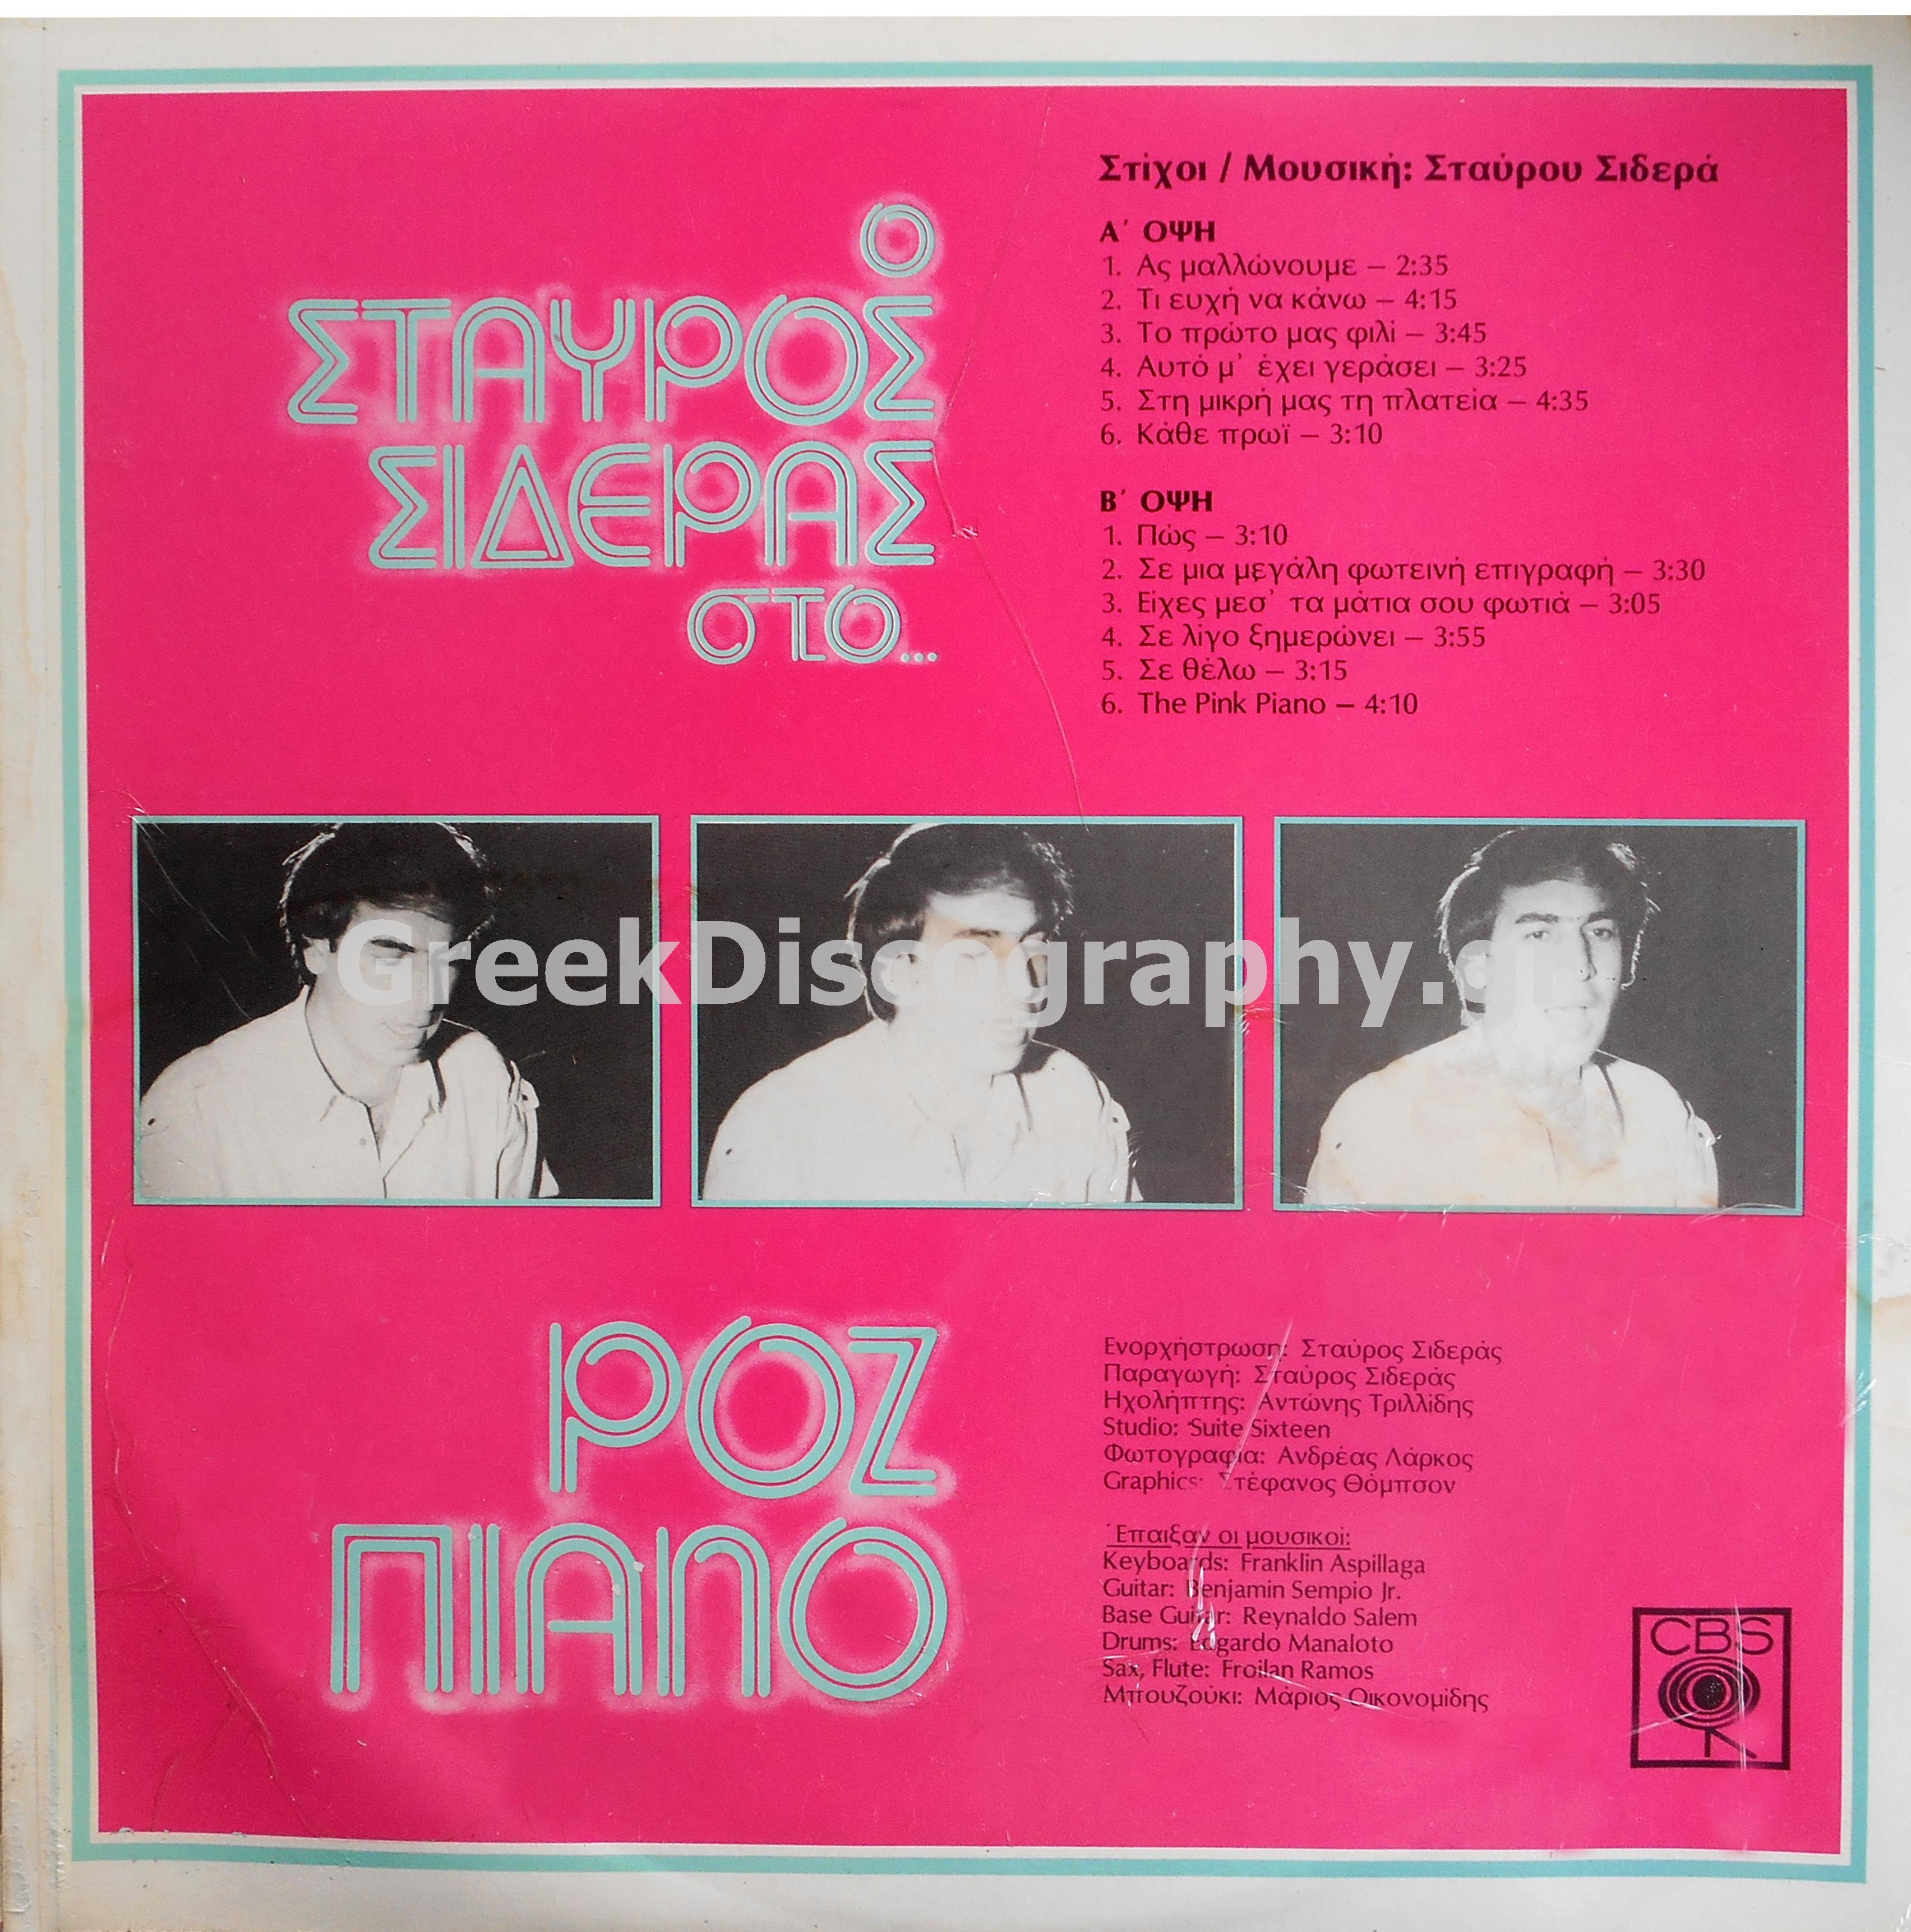 Ο
ΣΤΑΥΡΟΣ
ΣΙΔΕΡΑΣ
στο...
Στίχοι / Μουσική: Σταύρου Σιδερά
Α΄ ΟΨΗ
1. Ας μαλλώνουμε – 2:35
2. Τι ευχή να κάνω – 4:15
3. Το πρώτο μας φιλί – 3:45
4. Αυτό μ' έχει γεράσει – 3:25
5. Στη μικρή μας τη πλατεία – 4:35
6. Κάθε πρωϊ – 3:10
Β΄ ΟΨΗ
1. Πώς – 3:10
2. Σε μια μεγάλη φωτεινή επιγραφή – 3:30
3. Είχες μεσ' τα μάτια σου φωτιά – 3:05
4. Σε λίγο ξημερώνει – 3:55
5. Σε θέλω – 3:15
6. The Pink Piano – 4:10
GreekDiscography.gr
ΡΟΖ
ΠΙΑΝΟ
Ενορχήστρωση: Σταύρος Σιδεράς
Παραγωγή: Σταύρος Σιδεράς
Ηχολήπτης: Αντώνης Τριλλίδης
Studio: Suite Sixteen
Φωτογραφία: Ανδρέας Λάρκος
Graphics: Στέφανος Θόμπσον
Έπαιξαν οι μουσικοί:
Keyboards: Franklin Aspillaga
Guitar: Benjamin Sempio Jr.
Base Guitar: Reynaldo Salem
Drums: Edgardo Manaloto
Sax, Flute: Froilan Ramos
Μπουζούκι: Μάριος Οικονομίδης
CBS